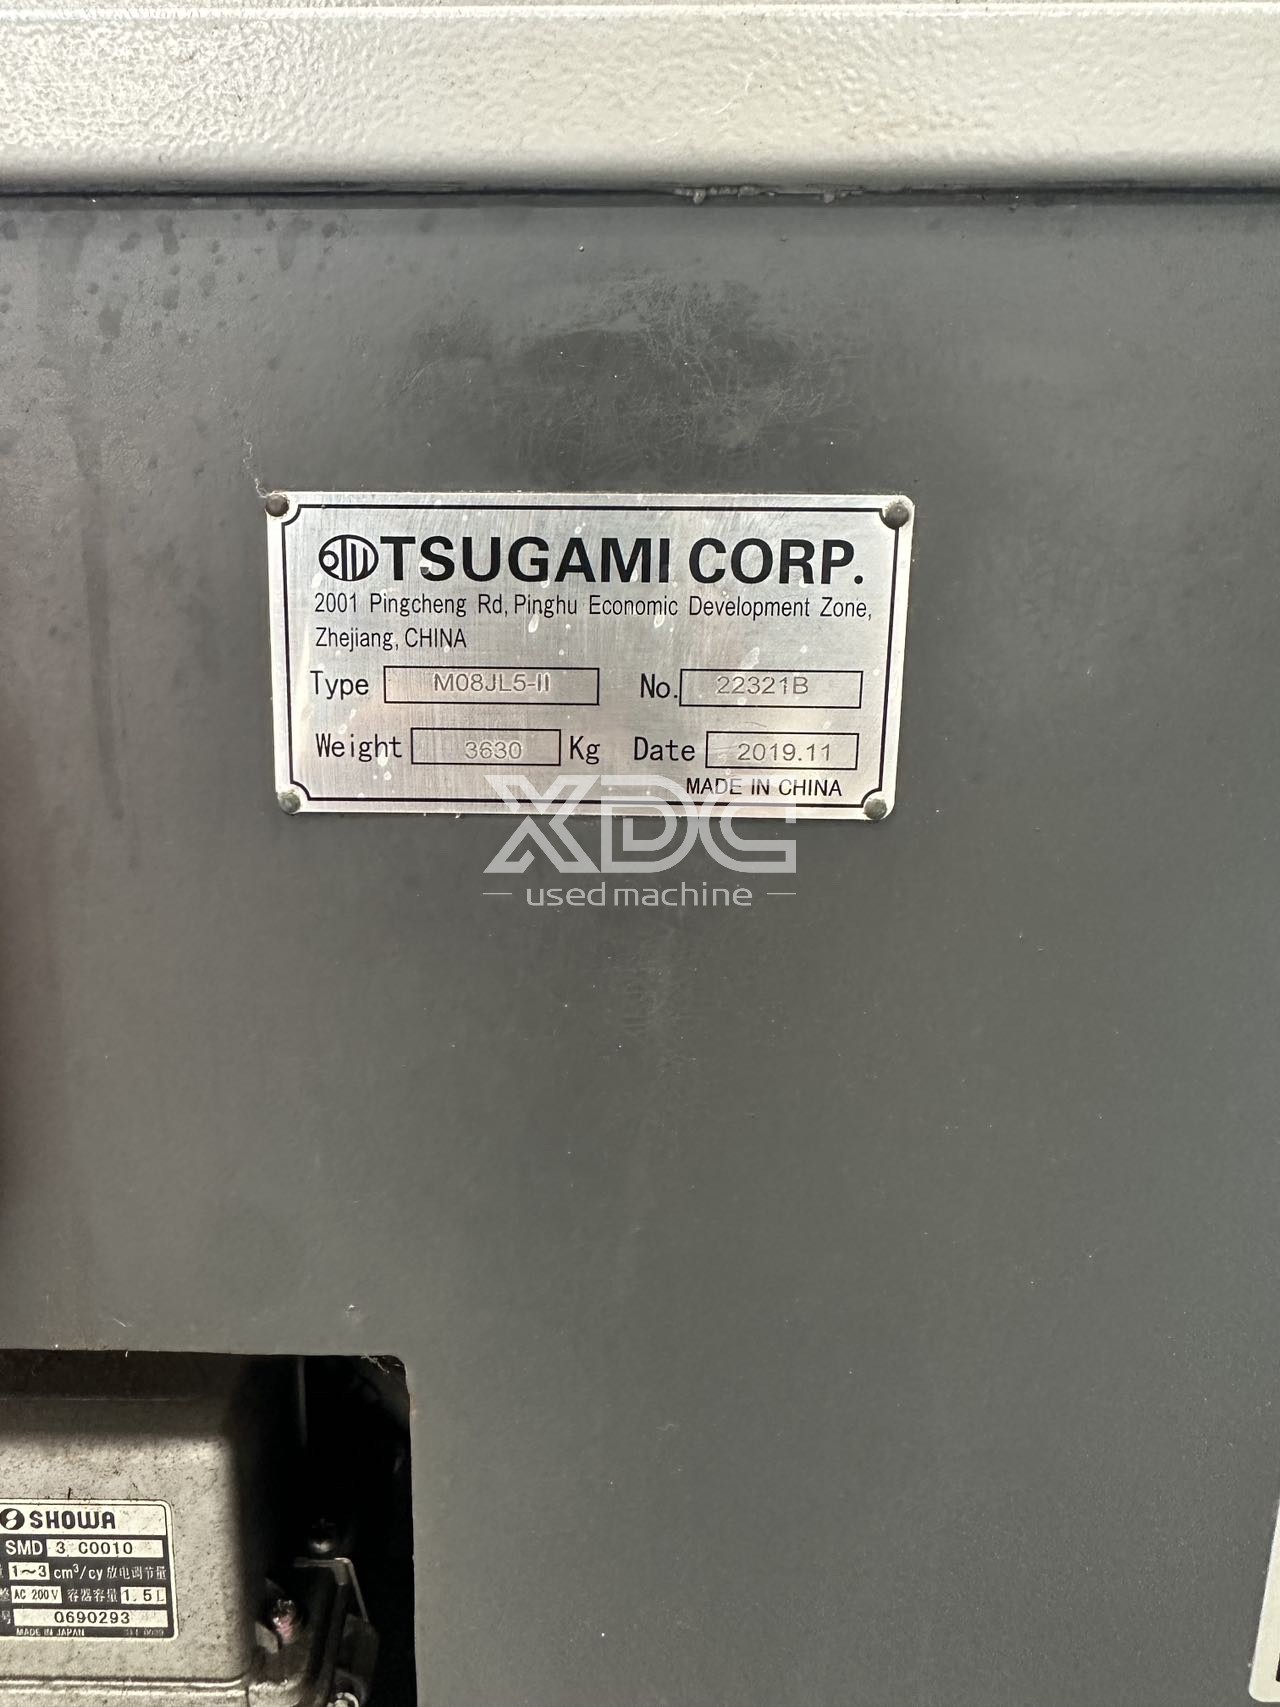 TSUGAMI CORP.
2001 Pingcheng Rd, Pinghu Economic Development Zone,
Zhejiang, CHINA
Type M08JL5-II No. 22321B
Weight 3630 Kg Date 2019.11
MADE IN CHINA
XDC
used machine
SHOWA
SMD 3 C0010
1~3 cm³/cy 放电调节量
AC 200V 容器容量 1.5L
号 Q690293
MADE IN JAPAN